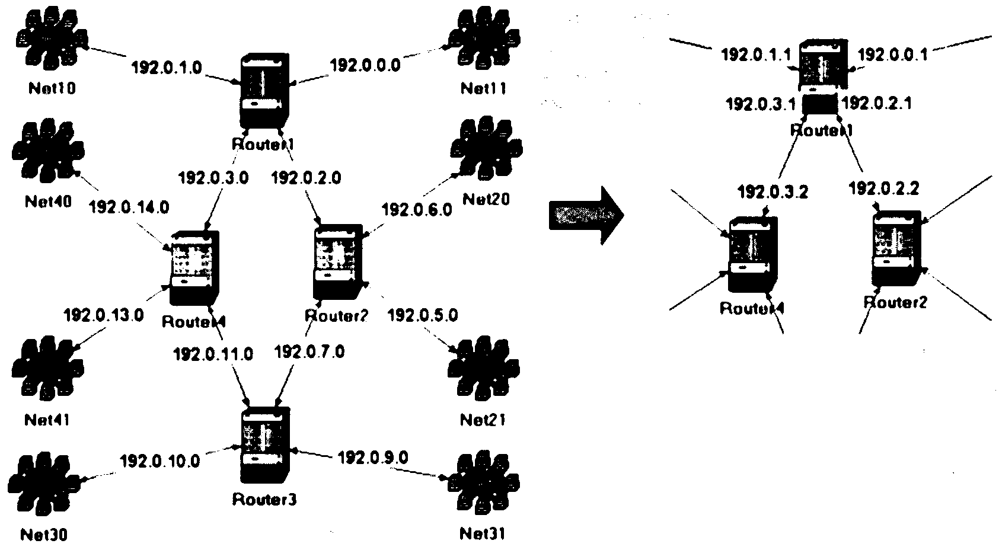 192.0.1.0
192.0.0.0
Net10
Net11
Router1
192.0.3.0
192.0.2.0
Net40
192.0.14.0
192.0.6.0
Net20
192.0.13.0
Router4
Router2
192.0.5.0
192.0.11.0
192.0.7.0
Net41
Net21
192.0.10.0
192.0.9.0
Router3
Net30
Net31
192.0.1.1
192.0.0.1
192.0.3.1
192.0.2.1
Router1
192.0.3.2
192.0.2.2
Router4
Router2